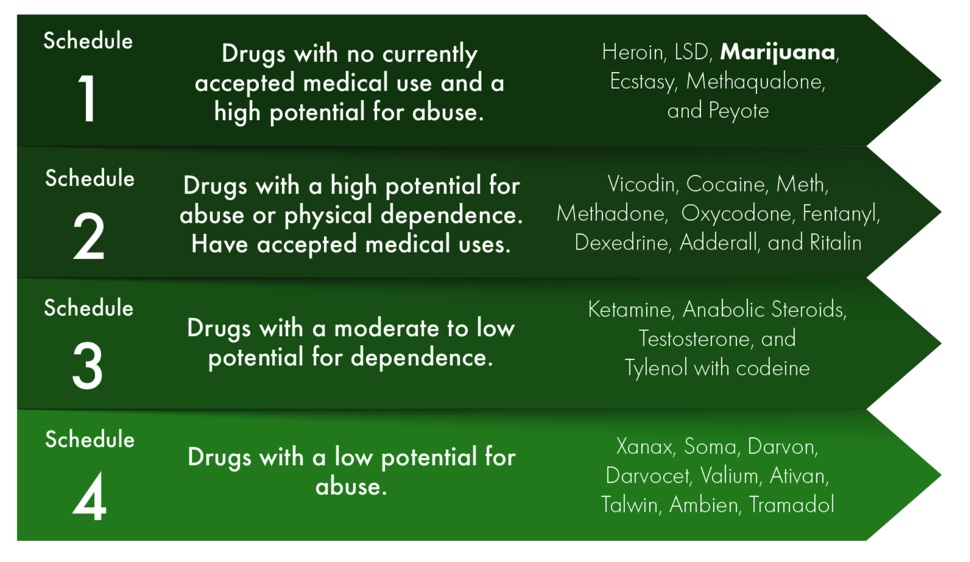 Schedule
1
Drugs with no currently
accepted medical use and a
high potential for abuse.
Heroin, LSD, Marijuana,
Ecstasy, Methaqualone,
and Peyote
Schedule
2
Drugs with a high potential for
abuse or physical dependence.
Have accepted medical uses.
Vicodin, Cocaine, Meth,
Methadone, Oxycodone, Fentanyl,
Dexedrine, Adderall, and Ritalin
Schedule
3
Drugs with a moderate to low
potential for dependence.
Ketamine, Anabolic Steroids,
Testosterone, and
Tylenol with codeine
Schedule
4
Drugs with a low potential for
abuse.
Xanax, Soma, Darvon,
Darvocet, Valium, Ativan,
Talwin, Ambien, Tramadol